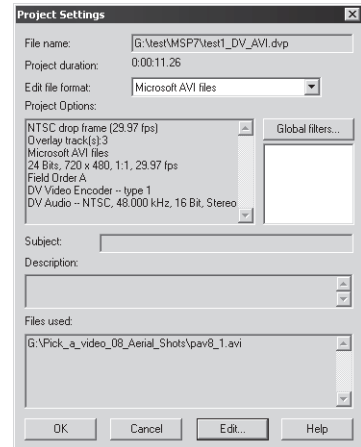 Project Settings
File name: G:\test\MSP7\test1_DV_AVI.dvp
Project duration: 0:00:11.26
Edit file format: Microsoft AVI files
Project Options:
NTSC drop frame (29.97 fps)
Overlay track(s):3
Microsoft AVI files
24 Bits, 720 x 480, 1:1, 29.97 fps
Field Order A
DV Video Encoder -- type 1
DV Audio -- NTSC, 48.000 kHz, 16 Bit, Stereo
Global filters...
Subject:
Description:
Files used:
G:\Pick_a_video_08_Aerial_Shots\pav8_1.avi
OK Cancel Edit... Help